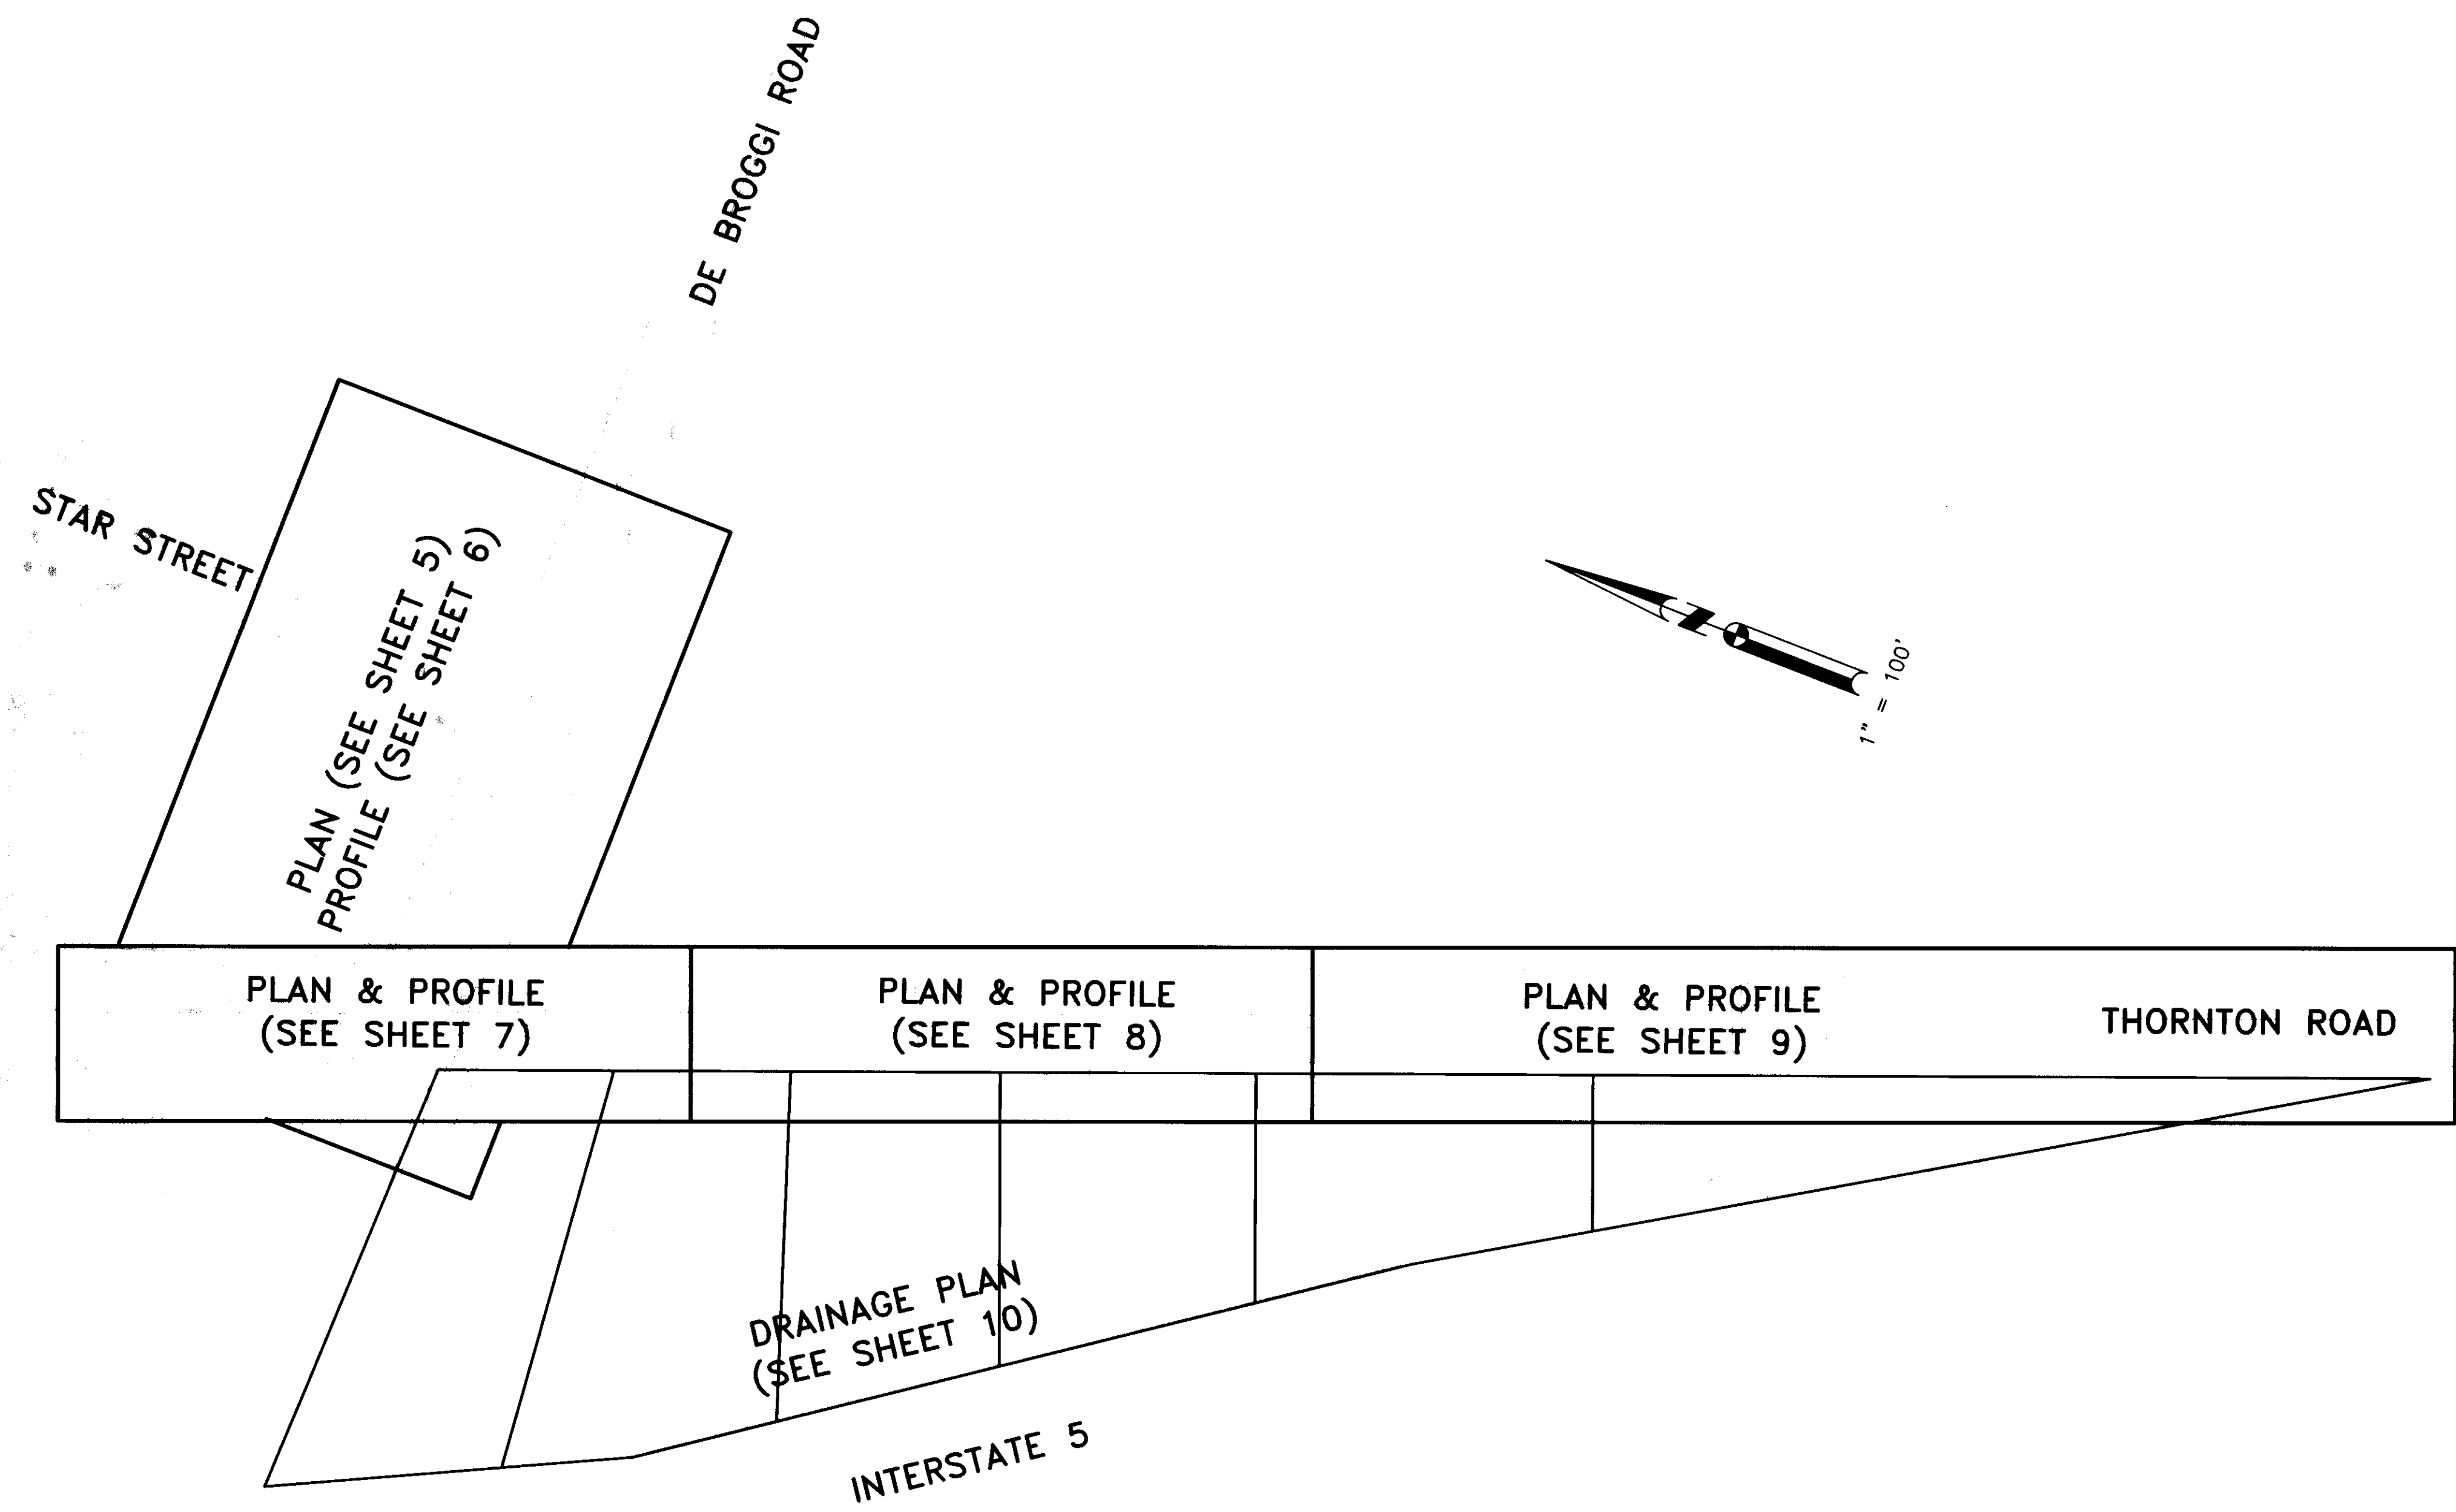 DE BROGGI ROAD
STAR STREET
PLAN (SEE SHEET 5)
PROFILE (SEE SHEET 6)
N
1" = 100'
PLAN & PROFILE
(SEE SHEET 7)
PLAN & PROFILE
(SEE SHEET 8)
PLAN & PROFILE
(SEE SHEET 9)
THORNTON ROAD
DRAINAGE PLAN
(SEE SHEET 10)
INTERSTATE 5